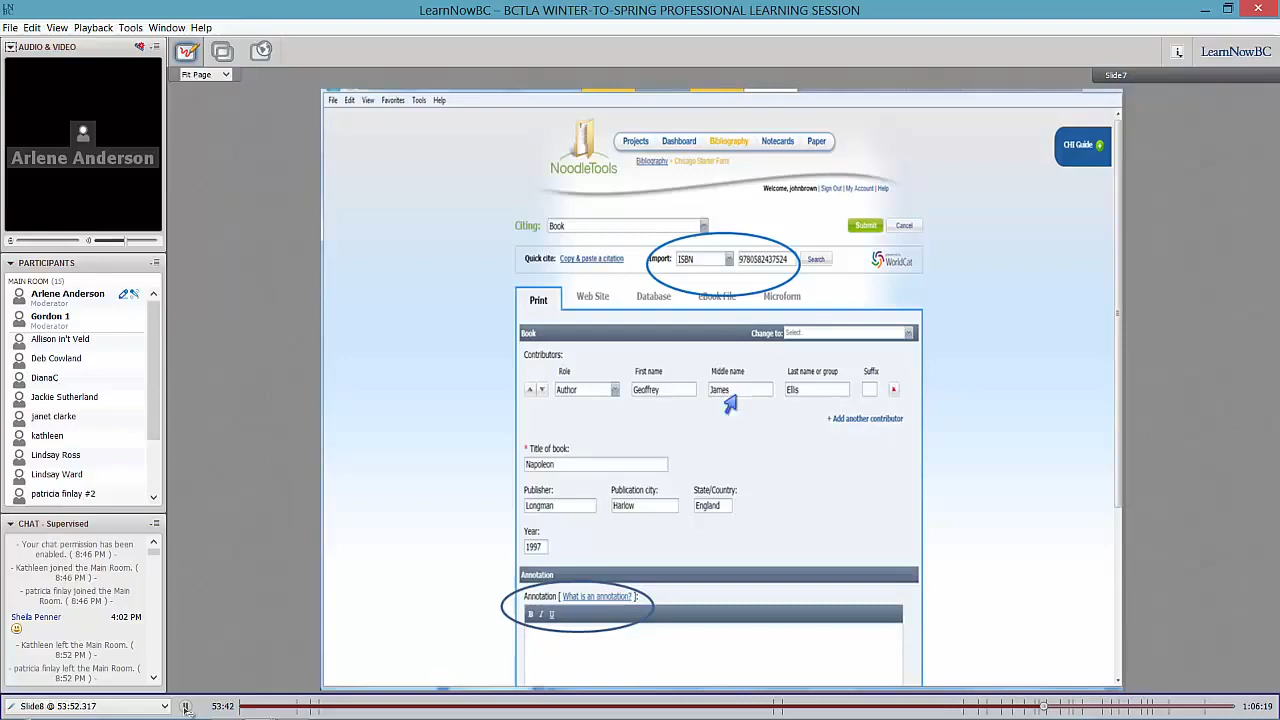 LearnNowBC – BCTLA WINTER-TO-SPRING PROFESSIONAL LEARNING SESSION
File Edit View Playback Tools Window Help
AUDIO & VIDEO
Arlene Anderson
PARTICIPANTS
MAIN ROOM (15)
Arlene Anderson
Moderator
Gordon 1
Moderator
Deb Cowland
DianaC
Jackie Sutherland
janet clarke
kathleen
Lindsay Ross
Lindsay Ward
patricia finlay #2
CHAT - Supervised
- Your chat permission has been
enabled. ( 8:46 PM ) -
- Kathleen joined the Main Room. (
8:46 PM ) -
- patricia finlay joined the Main
Room. ( 8:51 PM ) -
Sheila Penner 4:02 PM
- Kathleen left the Main Room. (
8:52 PM ) -
- patricia finlay left the Main Room. (
8:52 PM ) -
Fit Page
LearnNowBC
Slide7
File Edit View Favorites Tools Help
NoodleTools
Projects Dashboard Bibliography Notecards Paper
Bibliography > Chicago Starter Form
CHI Guide
Welcome, johnbrown | Sign Out | My Account | Help
Citing: Book Submit Cancel
Quick cite: Copy & paste a citation Import: ISBN 9780582437524 Search WorldCat
Print Web Site Database eBook File Microform
Book Change to: Select
Contributors:
Role First name Middle name Last name or group Suffix
Author Geoffrey James Ellis
+ Add another contributor
* Title of book:
Napoleon
Publisher: Publication city: State/Country:
Longman Harlow England
Year:
1997
Annotation
Annotation [ What is an annotation? ]:
B I U
Slide8 @ 53:52.317 53:42 1:06:19